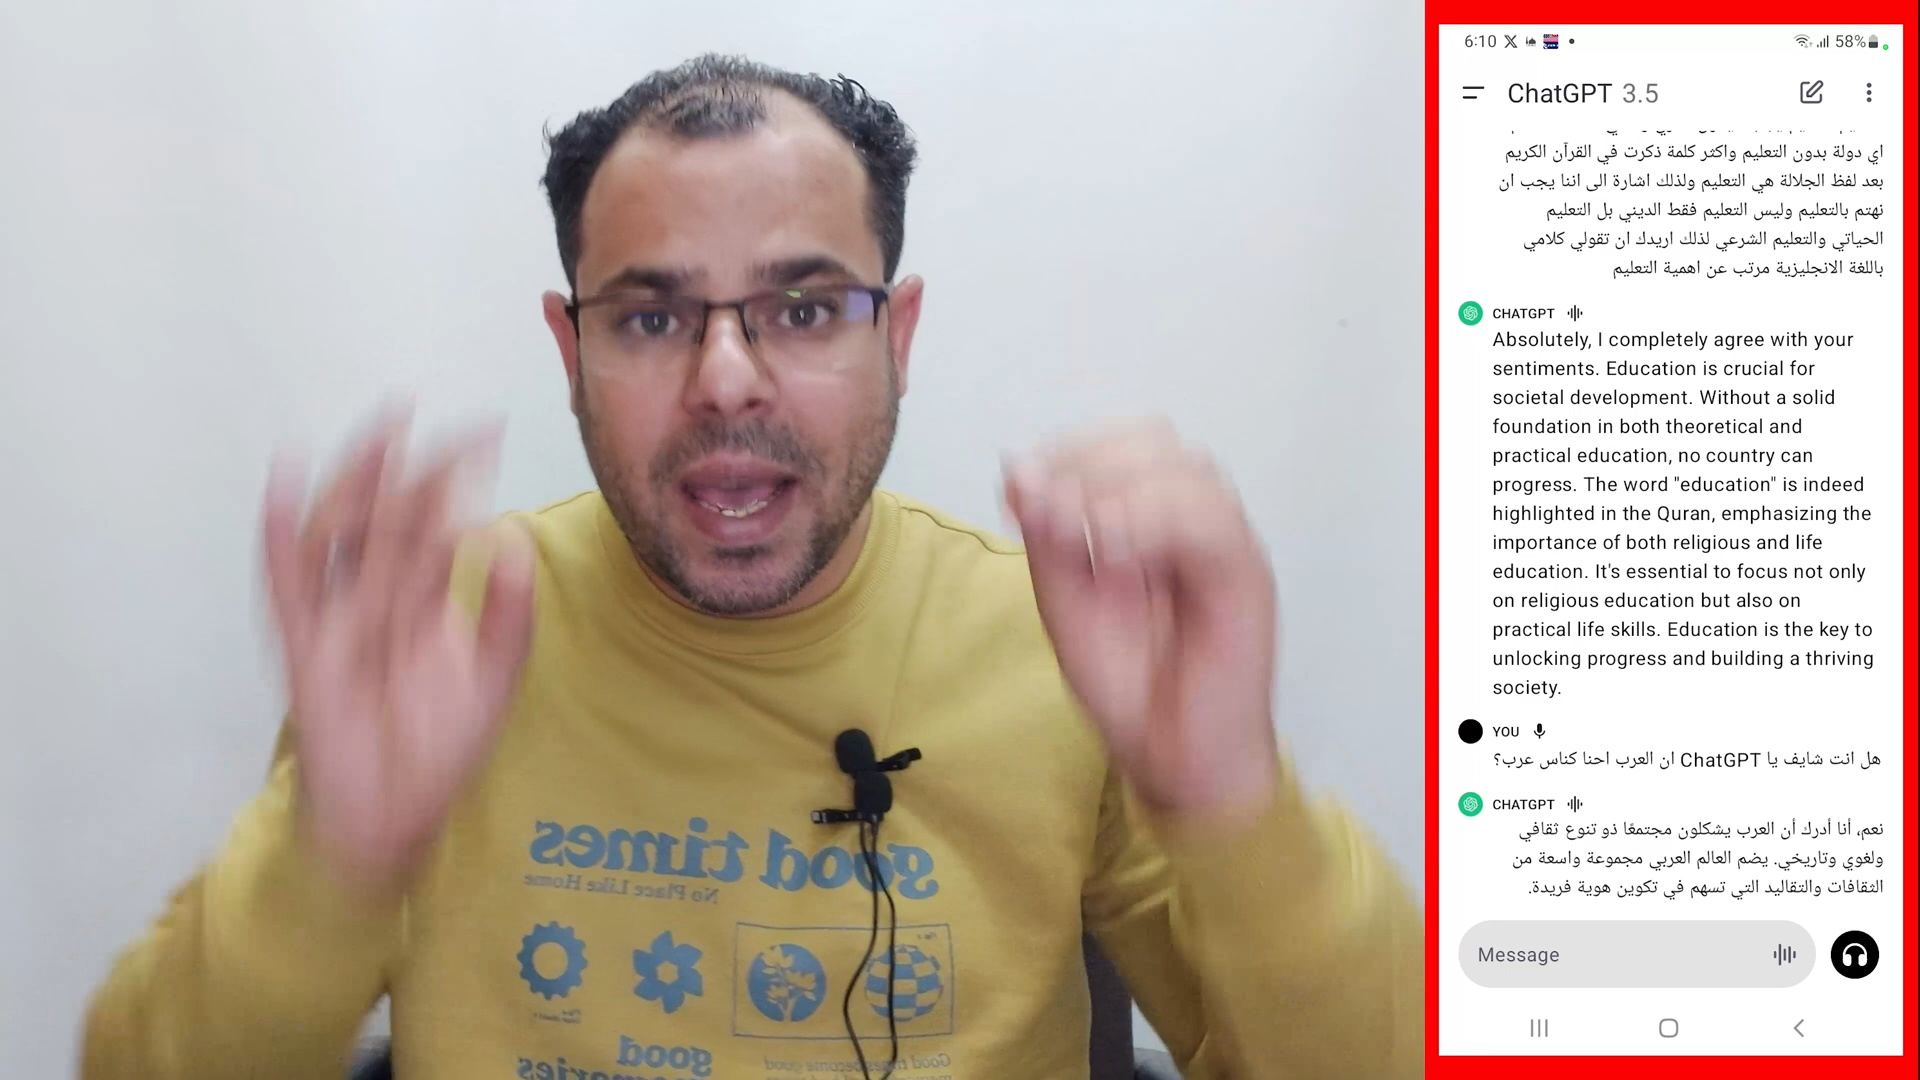 good times
No Place Like Home
good
memories
6:10
58%
ChatGPT 3.5
اي دولة بدون التعليم واكثر كلمة ذكرت في القرآن الكريم
بعد لفظ الجلالة هي التعليم ولذلك اشارة الى اننا يجب ان
نهتم بالتعليم وليس التعليم فقط الديني بل التعليم
الحياتي والتعليم الشرعي لذلك اريدك ان تقولي كلامي
باللغة الانجليزية مرتب عن اهمية التعليم
CHATGPT
Absolutely, I completely agree with your
sentiments. Education is crucial for
societal development. Without a solid
foundation in both theoretical and
practical education, no country can
progress. The word "education" is indeed
highlighted in the Quran, emphasizing the
importance of both religious and life
education. It's essential to focus not only
on religious education but also on
practical life skills. Education is the key to
unlocking progress and building a thriving
society.
YOU
هل انت شايف يا ChatGPT ان العرب احنا كناس عرب؟
CHATGPT
نعم، أنا أدرك أن العرب يشكلون مجتمعًا ذو تنوع ثقافي
ولغوي وتاريخي. يضم العالم العربي مجموعة واسعة من
الثقافات والتقاليد التي تسهم في تكوين هوية فريدة.
Message